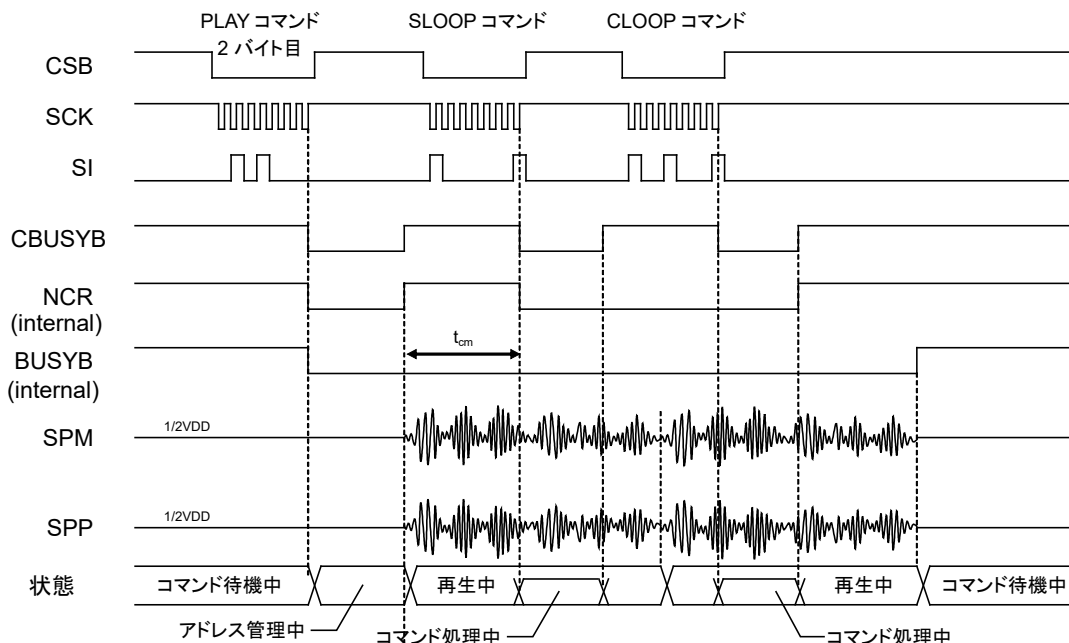 PLAY コマンド
2 バイト目
SLOOP コマンド
CLOOP コマンド
CSB
SCK
SI
CBUSYB
NCR
(internal)
tcm
BUSYB
(internal)
1/2VDD
SPM
1/2VDD
SPP
状態
コマンド待機中
再生中
再生中
コマンド待機中
アドレス管理中
コマンド処理中
コマンド処理中